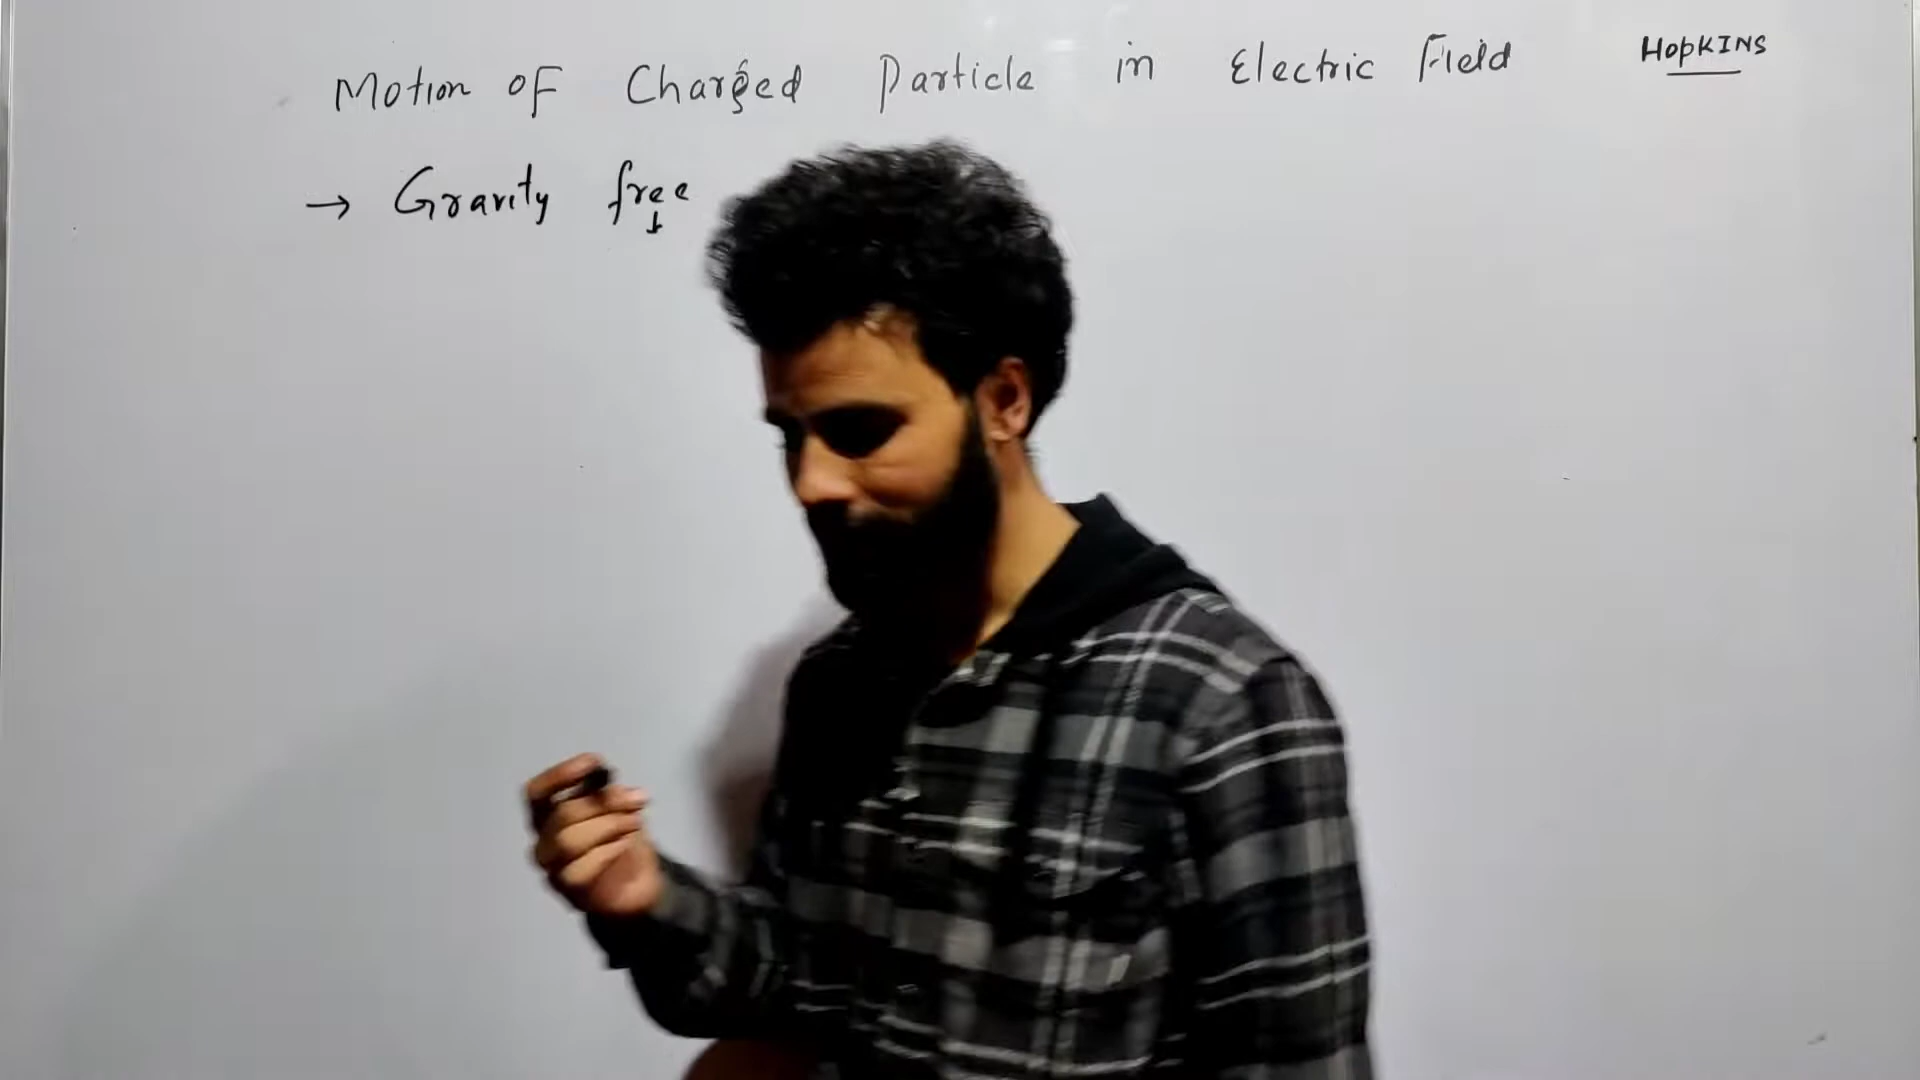 Motion of Charged Particle in Electric Field
HOPKINS
→ Gravity free